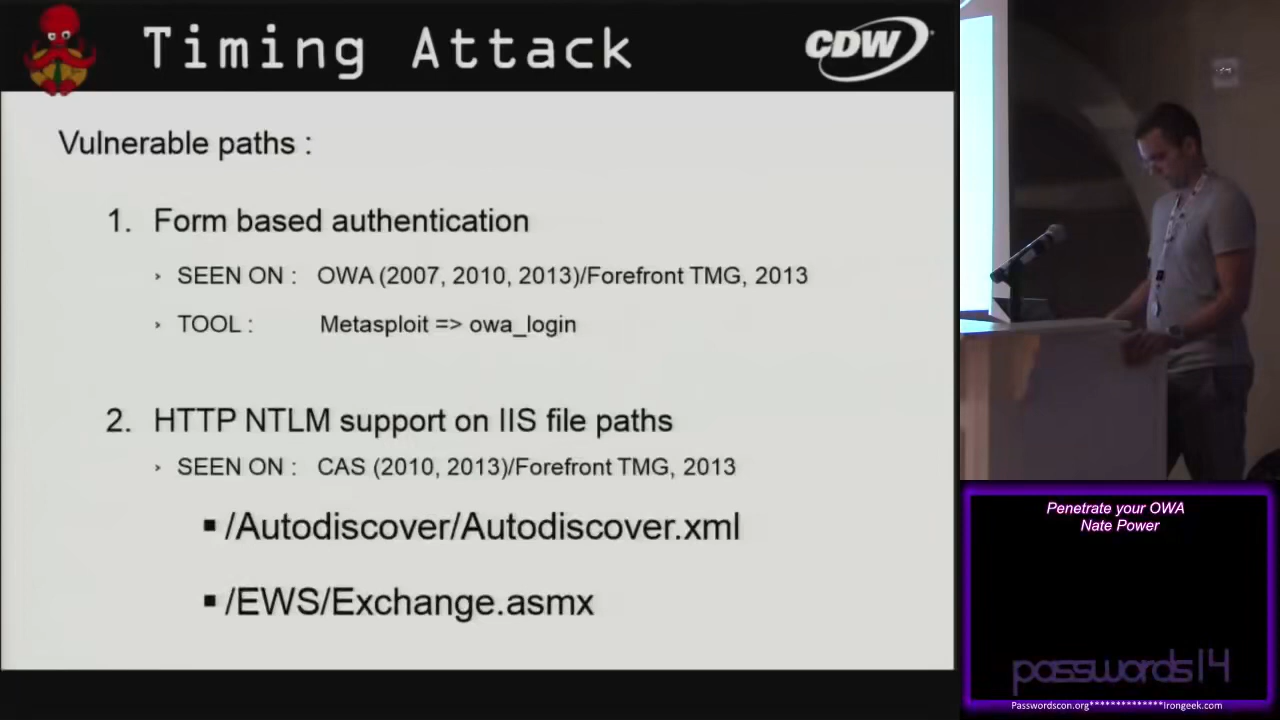 Timing Attack
CDW
Vulnerable paths :
1. Form based authentication
› SEEN ON : OWA (2007, 2010, 2013)/Forefront TMG, 2013
› TOOL : Metasploit => owa_login
2. HTTP NTLM support on IIS file paths
› SEEN ON : CAS (2010, 2013)/Forefront TMG, 2013
▪ /Autodiscover/Autodiscover.xml
▪ /EWS/Exchange.asmx
Penetrate your OWA
Nate Power
passwords14
Passwordscon.org**************Irongeek.com